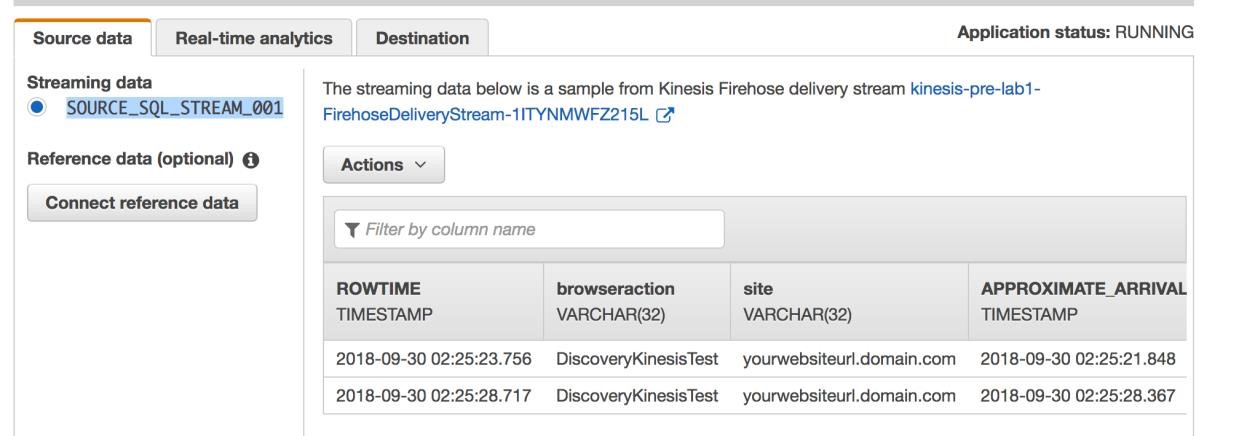 Source data
Real-time analytics
Destination
Application status: RUNNING
Streaming data
SOURCE_SQL_STREAM_001
Reference data (optional)
Connect reference data
The streaming data below is a sample from Kinesis Firehose delivery stream kinesis-pre-lab1-
FirehoseDeliveryStream-1ITYNMWFZ215L
Actions
Filter by column name
ROWTIME browseraction site APPROXIMATE_ARRIVAL
TIMESTAMP VARCHAR(32) VARCHAR(32) TIMESTAMP
2018-09-30 02:25:23.756 DiscoveryKinesisTest yourwebsiteurl.domain.com 2018-09-30 02:25:21.848
2018-09-30 02:25:28.717 DiscoveryKinesisTest yourwebsiteurl.domain.com 2018-09-30 02:25:28.367